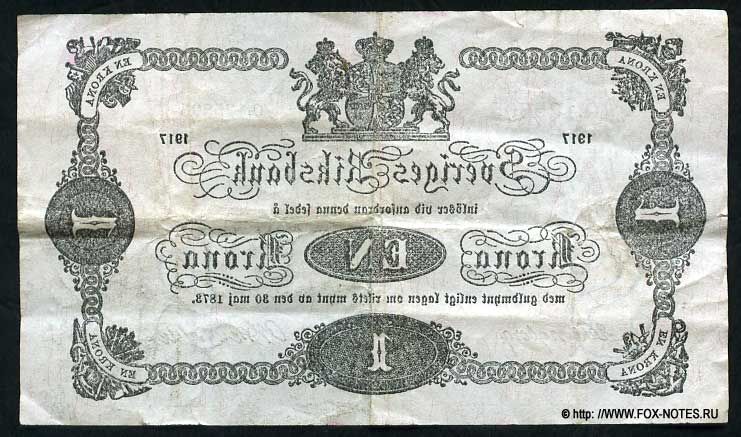 EN KRONA
EN KRONA
1917
1917
Sveriges Riksbank
inlöser vid anfordran denna sedel å
1
1
Krona EN Krona
med guldmynt enligt lagen om rikets mynt av den 30 maj 1873.
EN KRONA
1
EN KRONA
© http://WWW.FOX-NOTES.RU